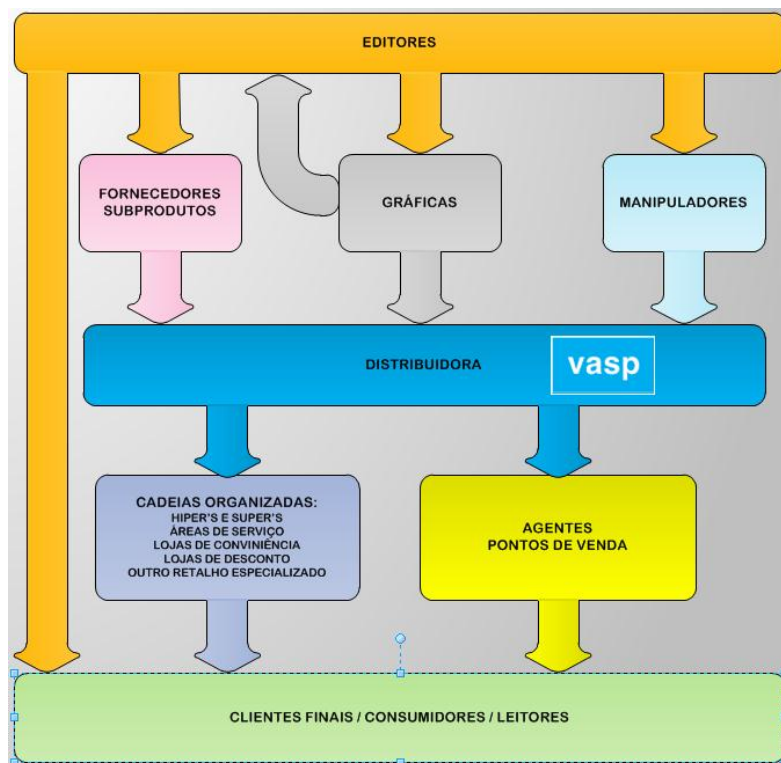 EDITORES
FORNECEDORES
SUBPRODUTOS
GRÁFICAS
MANIPULADORES
DISTRIBUIDORA
vasp
CADEIAS ORGANIZADAS:
HIPER'S E SUPER'S
ÁREAS DE SERVIÇO
LOJAS DE CONVINIÊNCIA
LOJAS DE DESCONTO
OUTRO RETALHO ESPECIALIZADO
AGENTES
PONTOS DE VENDA
CLIENTES FINAIS / CONSUMIDORES / LEITORES